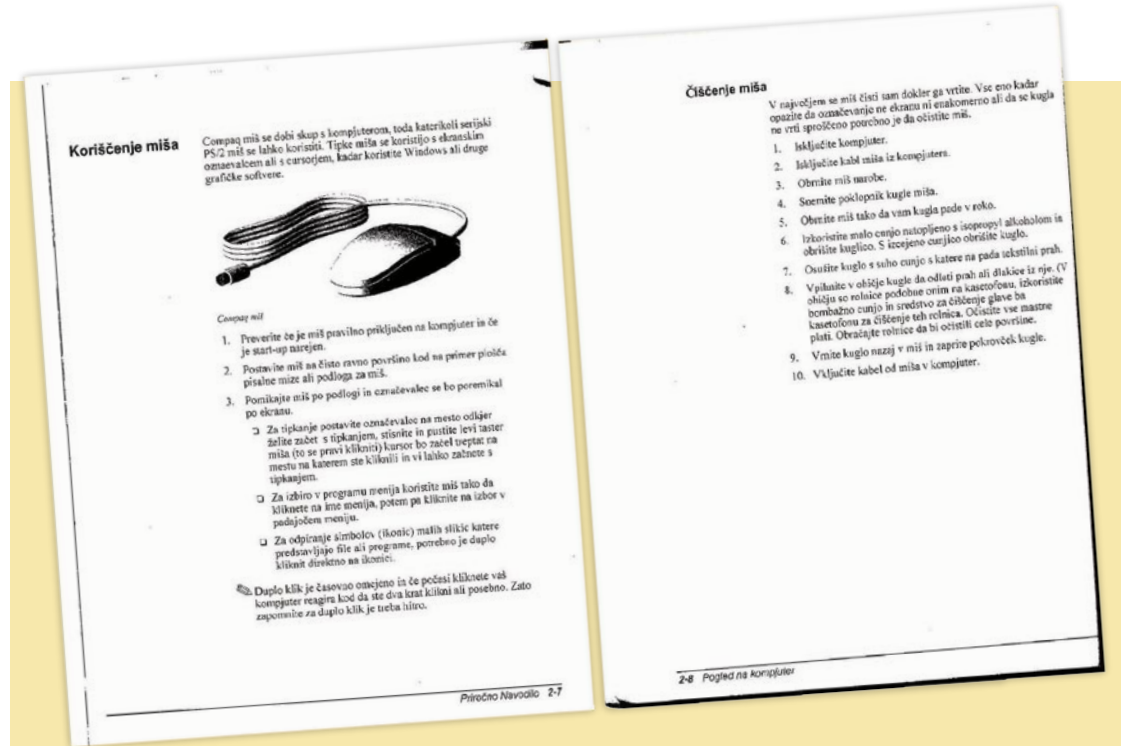 Koriščenje miša
Compaq miš se dobi skup s kompjuterom, toda katerikoli serijski
PS/2 miš se lahko koristiti. Tipke miša se koristijo s ekranskim
oznaevalcem ali s cursorjem, kadar koristite Windows ali druge
grafičke softvere.
Compaq miš
1. Preverite če je miš pravilno priključen na kompjuter in če
je start-up narejen.
2. Postavite miš na čisto ravno površino kod na primer plošča
pisalne mize ali podloga za miš.
3. Pomikajte miš po podlogi in označevalec se bo poremikal
po ekranu.
❑ Za tipkanje postavite označevalec na mesto odkjer
želite začet s tipkanjem, stisnite in pustite levi taster
miša (to se pravi klikniti) kursor bo začel treptat na
mestu na katerem ste kliknili in vi lahko začnete s
tipkanjem.
❑ Za izbiro v programu menija koristite miš tako da
kliknete na ime menija, potem pa kliknite na izbor v
padajočem meniju.
❑ Za odpiranje simbolov (ikonic) malih slikic katere
predstavljajo file ali programe, potrebno je duplo
kliknit direktno na ikonici.
Duplo klik je časovno omejeno in če počesi kliknete vaš
kompjuter reagira kod da ste dva krat klikni ali posebno. Zato
zapomnite za duplo klik je treba hitro.
Priročno Navodilo 2-7
Čiščenje miša
V največjem se miš čisti sam dokler ga vrtite. Vse eno kadar
opazite da označevanje ne ekranu ni enakomerno ali da se kugla
ne vrti sproščeno potrebno je da očistite miš.
1. Isključite kompjuter.
2. Isključite kabl miša iz kompjutera.
3. Obrnite miš narobe.
4. Snemite poklopnik kugle miša.
5. Obrnite miš tako da vam kugla pade v roko.
6. Izkoristite malo cunjo natopljeno s isopropyl alkoholom in
obrišite kuglico. S krcejeno cunjico obrišite kuglo.
7. Osušite kuglo s suho cunjo s katere na pada tekstilni prah.
8. Vpihnite v običje kugle da odleti prah ali dlakice iz nje. (V
običju so rolnice podobne onim na kasetofonu, izkoristite
bombažno cunjo in sredstvo za čiščenje glave ba
kasetofonu za čiščenje teh rolnica. Očistite vse mastne
plati. Obračajte rolnice da bi očistili celo površine.
9. Vrnite kuglo nazaj v miš in zaprite pokrovček kugle.
10. Vključite kabel od miša v kompjuter.
2-8 Pogled na kompjuter